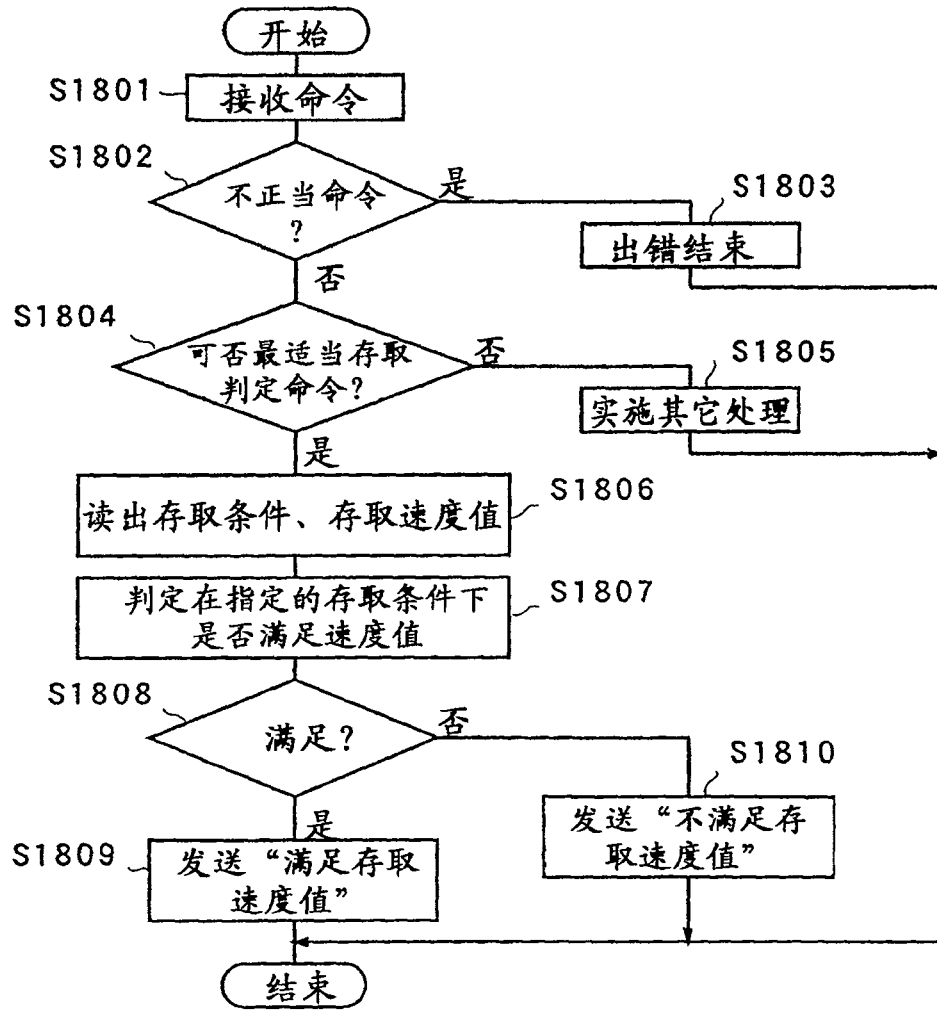 开始
S1801
接收命令
S1802
不正当命令
?
是
S1803
出错结束
否
S1804
可否最适当存取
判定命令?
否
S1805
实施其它处理
是
读出存取条件、存取速度值
S1806
判定在指定的存取条件下
是否满足速度值
S1807
S1808
满足?
否
S1810
发送“不满足存
取速度值”
是
S1809
发送“满足存取
速度值”
结束